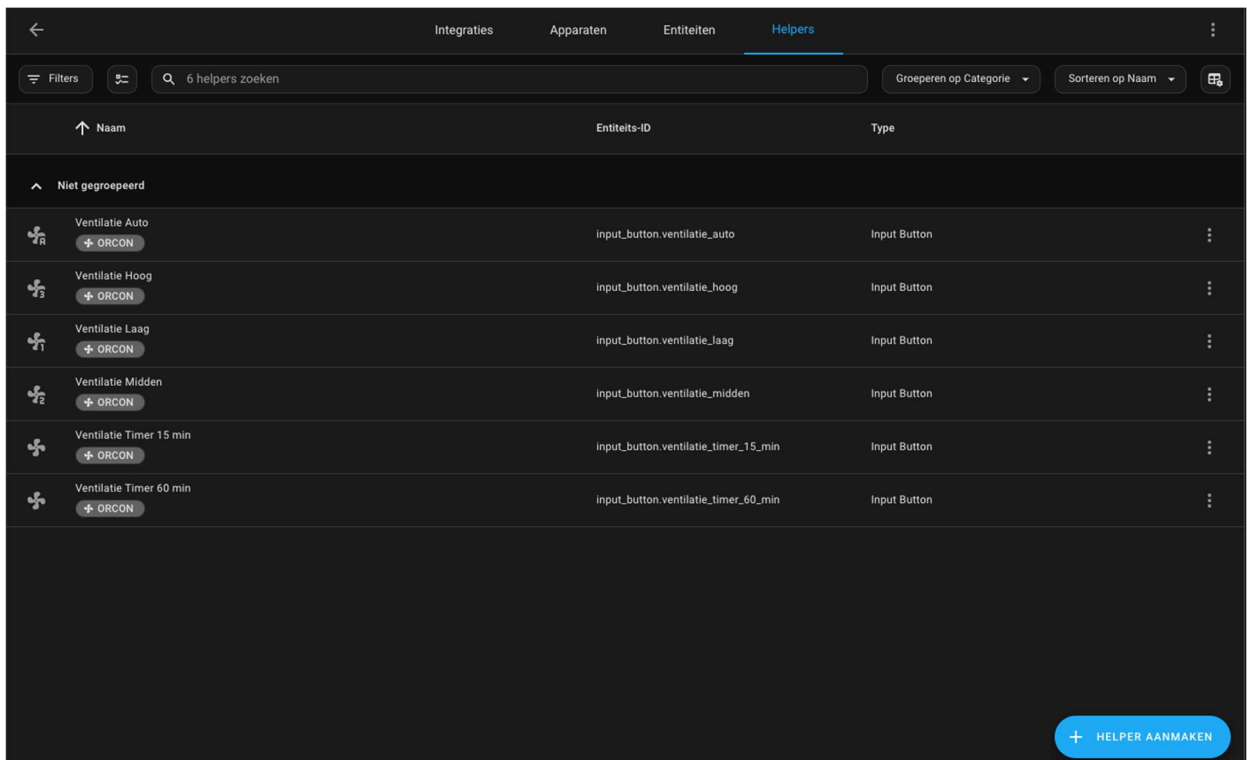 Integraties Apparaten Entiteiten Helpers
Filters 6 helpers zoeken Groeperen op Categorie Sorteren op Naam
Naam Entiteits-ID Type
Niet gegroepeerd
Ventilatie Auto
ORCON
input_button.ventilatie_auto Input Button
Ventilatie Hoog
ORCON
input_button.ventilatie_hoog Input Button
Ventilatie Laag
ORCON
input_button.ventilatie_laag Input Button
Ventilatie Midden
ORCON
input_button.ventilatie_midden Input Button
Ventilatie Timer 15 min
ORCON
input_button.ventilatie_timer_15_min Input Button
Ventilatie Timer 60 min
ORCON
input_button.ventilatie_timer_60_min Input Button
HELPER AANMAKEN